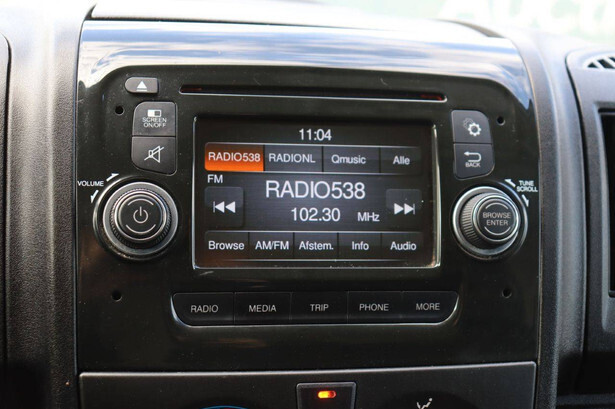 SCREEN
ON/OFF
VOLUME
11:04
RADIO538 RADIONL Qmusic Alle
FM
RADIO538
102.30 MHz
Browse AM/FM Afstem. Info Audio
BACK
TUNE
SCROLL
BROWSE
ENTER
RADIO MEDIA TRIP PHONE MORE